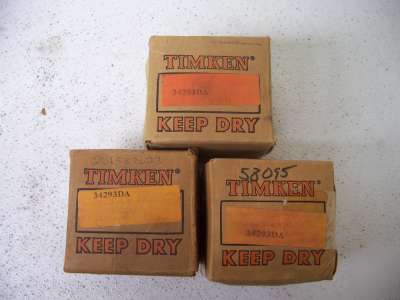 TIMKEN®
34293DA
KEEP DRY
TIMKEN
34293DA
KEEP DRY
58095
TIMKEN
34293DA
KEEP DRY